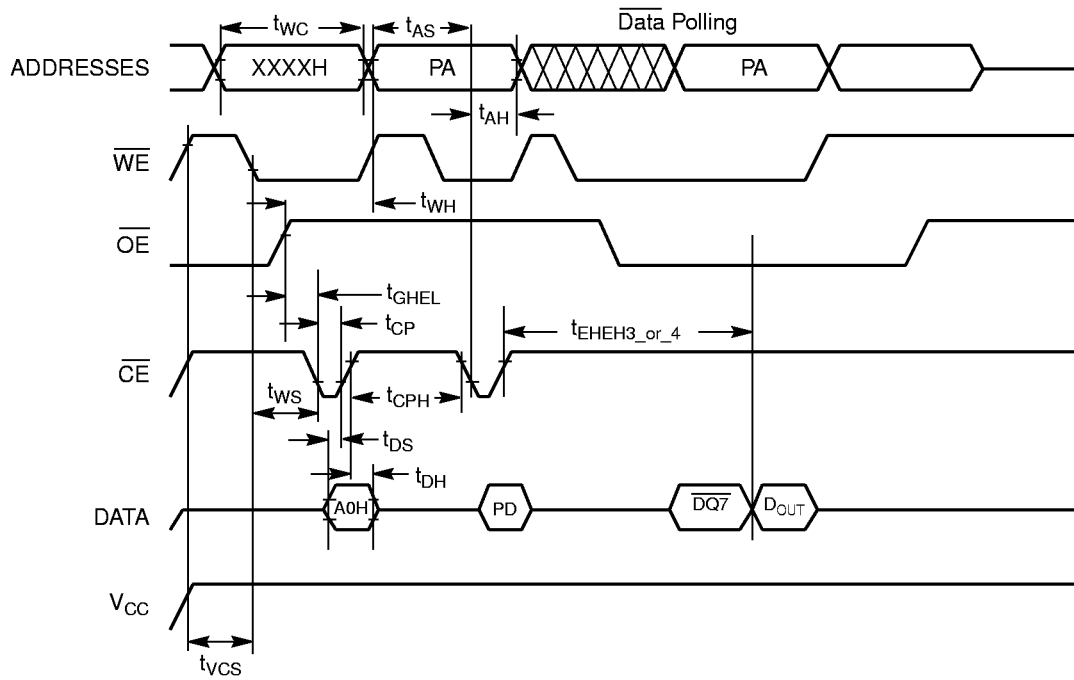 tWC
tAS
Data Polling
ADDRESSES
XXXXH
PA
PA
tAH
WE
tWH
OE
tGHEL
tCP
tEHEH3_or_4
CE
tWS
tCPH
tDS
tDH
DATA
A0H
PD
DQ7
DOUT
VCC
tVCS